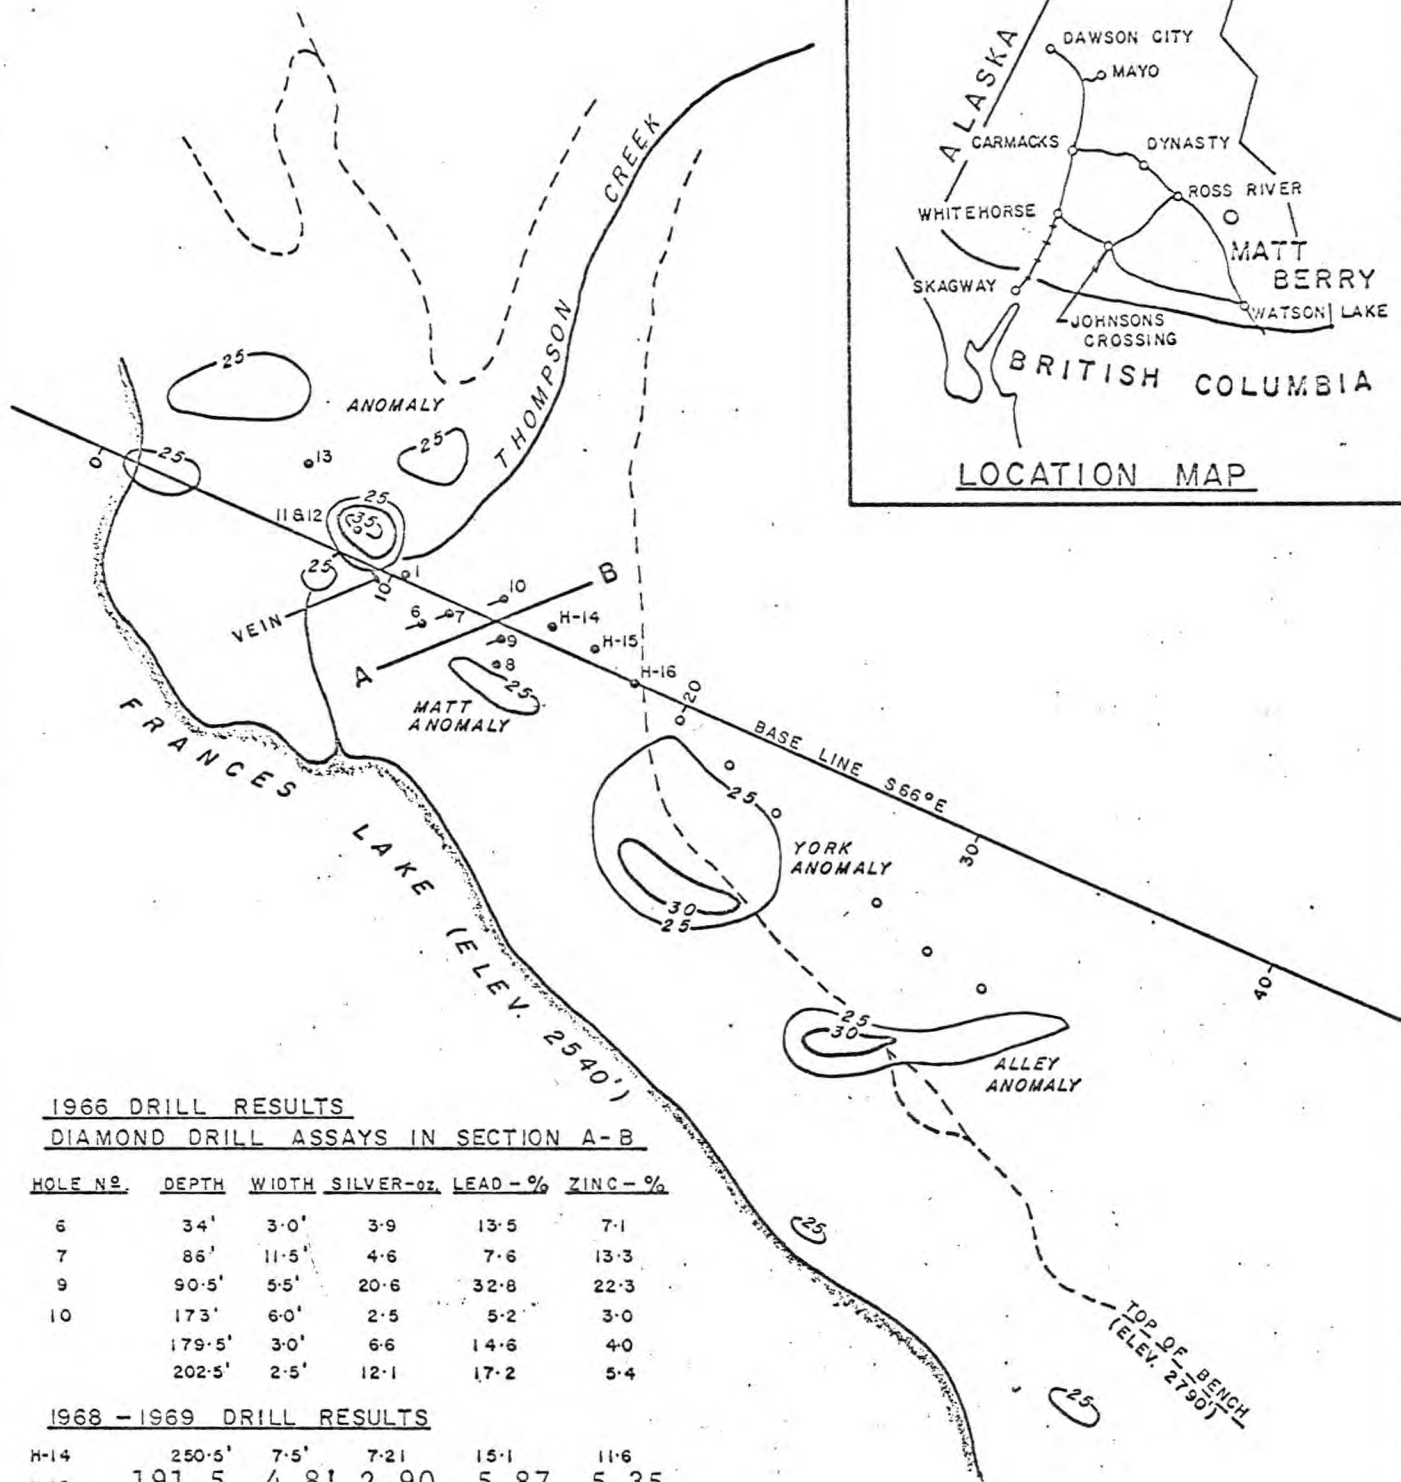 ALASKA
DAWSON CITY
MAYO
CARMACKS
DYNASTY
ROSS RIVER
WHITEHORSE
MATT
BERRY
SKAGWAY
WATSON LAKE
JOHNSONS
CROSSING
BRITISH COLUMBIA
LOCATION MAP
THOMPSON CREEK
25
ANOMALY
25
0
25
13
25
11 & 12
35
25
10
1
VEIN
6
7
10
B
A
9
8
H-14
H-15
H-16
25
MATT
ANOMALY
20
BASE LINE S66°E
30
40
25
YORK
ANOMALY
30
25
25
30
ALLEY
ANOMALY
FRANCES LAKE (ELEV. 2540')
25
25
TOP OF BENCH
(ELEV. 2790')
1966 DRILL RESULTS
DIAMOND DRILL ASSAYS IN SECTION A-B
HOLE Nº. DEPTH WIDTH SILVER-oz. LEAD-% ZINC-%
6 34' 3·0' 3·9 13·5 7·1
7 86' 11·5' 4·6 7·6 13·3
9 90·5' 5·5' 20·6 32·8 22·3
10 173' 6·0' 2·5 5·2 3·0
179·5' 3·0' 6·6 14·6 4·0
202·5' 2·5' 12·1 17·2 5·4
1968-1969 DRILL RESULTS
H-14 250·5' 7·5' 7·21 15·1 11·6
191.5 4.8' 2.90 5.87 5.35